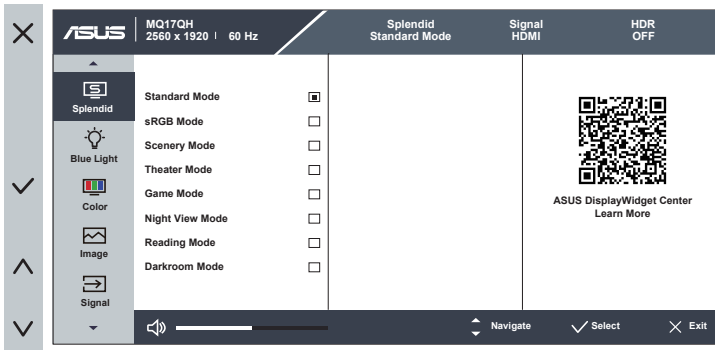 ASUS
MQ17QH
2560 x 1920 60 Hz
Splendid
Standard Mode
Signal
HDMI
HDR
OFF
Splendid
Blue Light
Color
Image
Signal
Standard Mode
sRGB Mode
Scenery Mode
Theater Mode
Game Mode
Night View Mode
Reading Mode
Darkroom Mode
ASUS DisplayWidget Center
Learn More
Navigate
Select
Exit